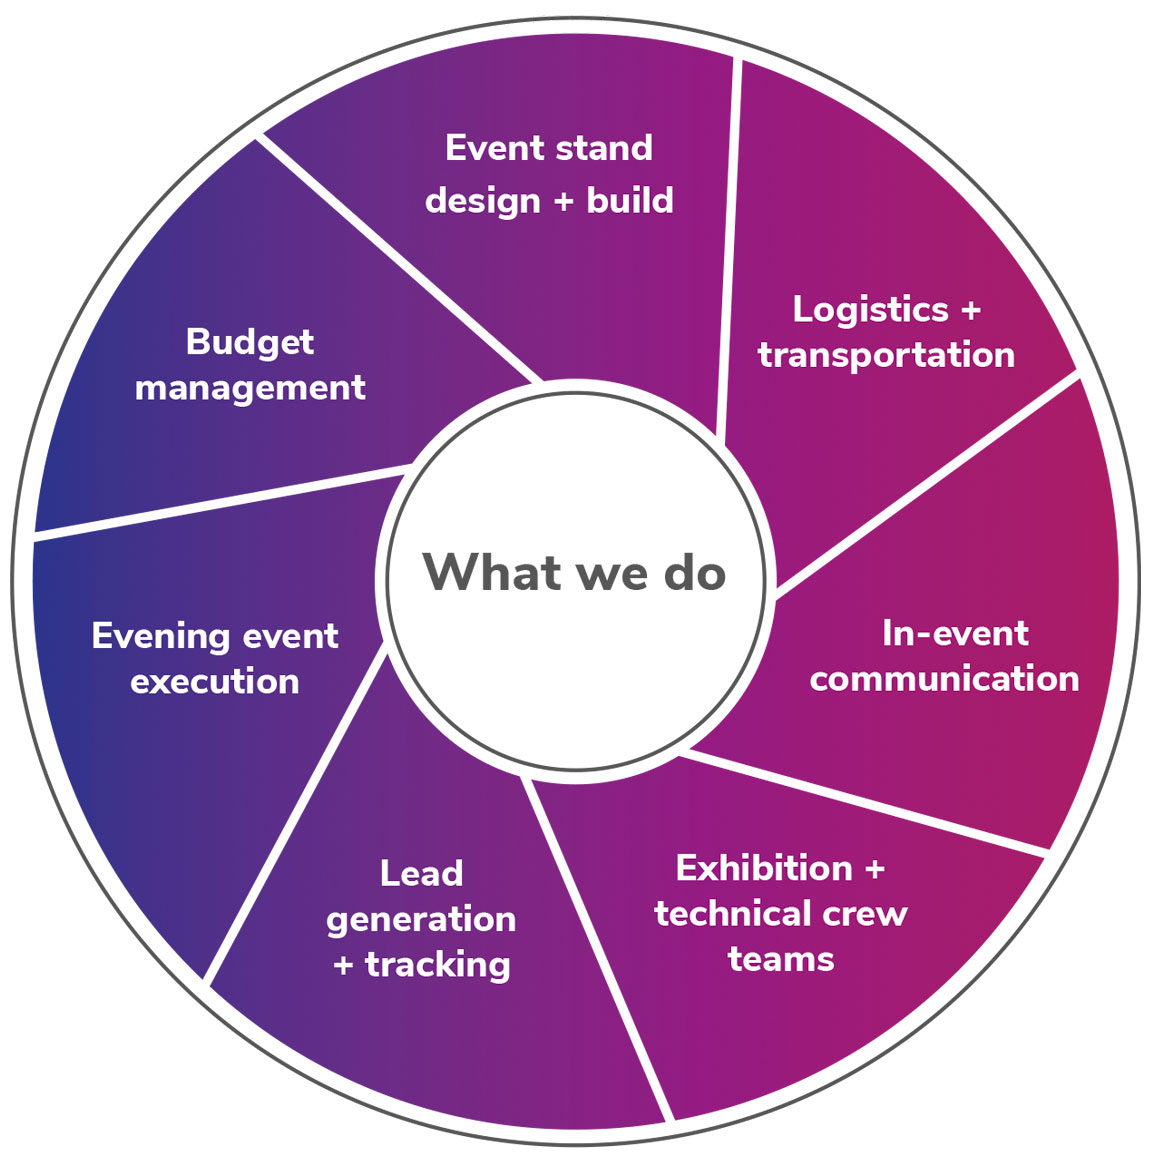 Event stand
design + build
Logistics +
transportation
In-event
communication
Exhibition +
technical crew
teams
Lead
generation
+ tracking
Evening event
execution
Budget
management
What we do